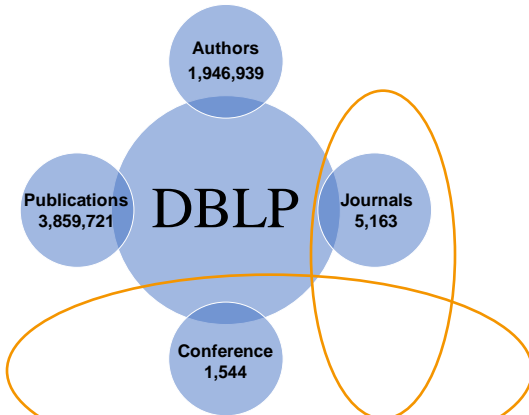 Authors
1,946,939
Publications
3,859,721
DBLP
Journals
5,163
Conference
1,544